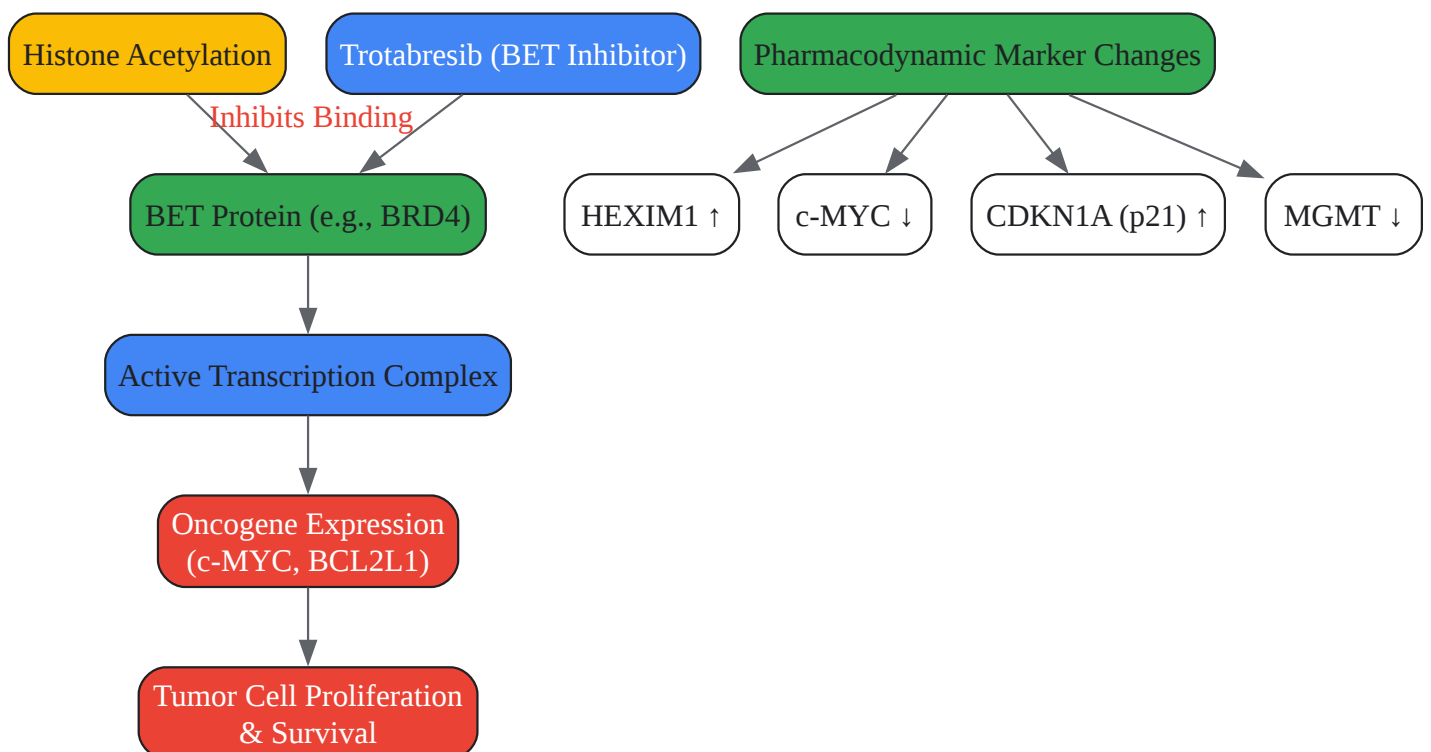 Histone Acetylation
Trotabresib (BET Inhibitor)
Pharmacodynamic Marker Changes
Inhibits Binding
BET Protein (e.g., BRD4)
HEXIM1 ↑
c-MYC ↓
CDKN1A (p21) ↑
MGMT ↓
Active Transcription Complex
Oncogene Expression
(c-MYC, BCL2L1)
Tumor Cell Proliferation
& Survival